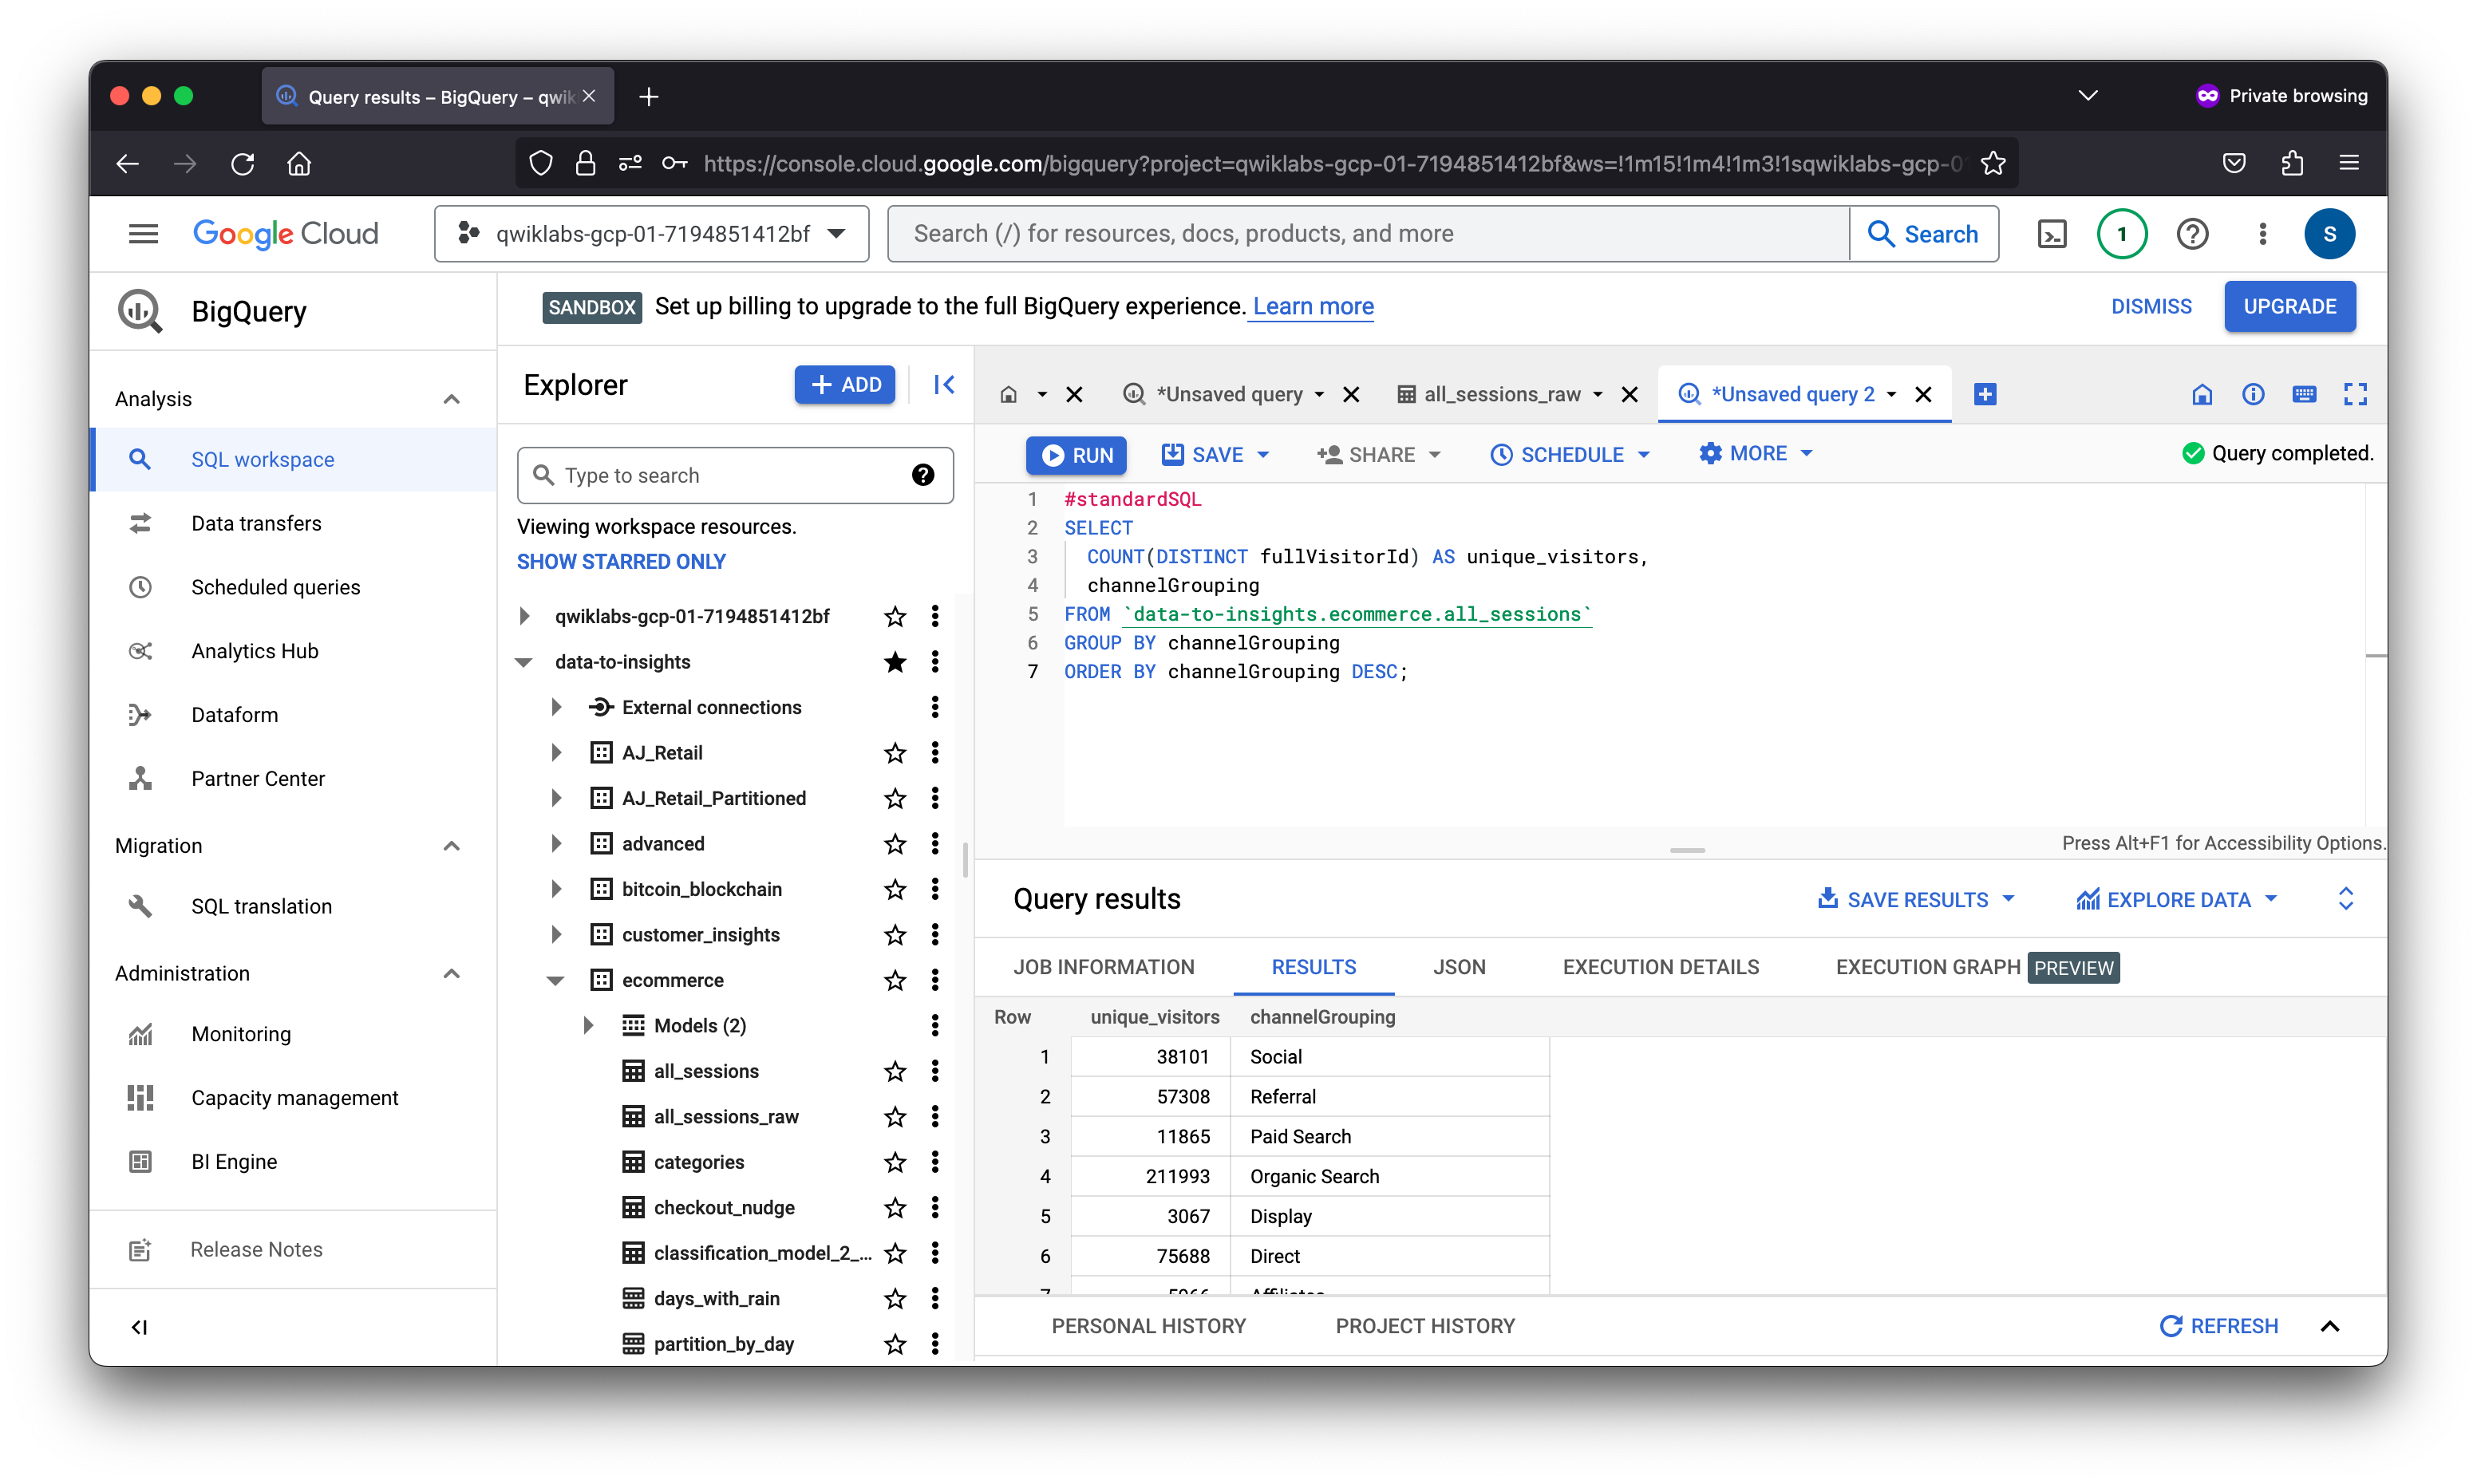 Query results – BigQuery – qwik
Private browsing
https://console.cloud.google.com/bigquery?project=qwiklabs-gcp-01-7194851412bf&ws=!1m15!1m4!1m3!1sqwiklabs-gcp-0
Google Cloud
qwiklabs-gcp-01-7194851412bf
Search (/) for resources, docs, products, and more
Search
1
S
BigQuery
SANDBOX Set up billing to upgrade to the full BigQuery experience. Learn more
DISMISS
UPGRADE
Analysis
SQL workspace
Data transfers
Scheduled queries
Analytics Hub
Dataform
Partner Center
Migration
SQL translation
Administration
Monitoring
Capacity management
BI Engine
Release Notes
Explorer
+ ADD
Type to search
Viewing workspace resources.
SHOW STARRED ONLY
qwiklabs-gcp-01-7194851412bf
data-to-insights
External connections
AJ_Retail
AJ_Retail_Partitioned
advanced
bitcoin_blockchain
customer_insights
ecommerce
Models (2)
all_sessions
all_sessions_raw
categories
checkout_nudge
classification_model_2_...
days_with_rain
partition_by_day
*Unsaved query
all_sessions_raw
*Unsaved query 2
RUN
SAVE
SHARE
SCHEDULE
MORE
Query completed.
1 #standardSQL
2 SELECT
3 COUNT(DISTINCT fullVisitorId) AS unique_visitors,
4 channelGrouping
5 FROM `data-to-insights.ecommerce.all_sessions`
6 GROUP BY channelGrouping
7 ORDER BY channelGrouping DESC;
Press Alt+F1 for Accessibility Options.
Query results
SAVE RESULTS
EXPLORE DATA
JOB INFORMATION
RESULTS
JSON
EXECUTION DETAILS
EXECUTION GRAPH PREVIEW
Row unique_visitors channelGrouping
1 38101 Social
2 57308 Referral
3 11865 Paid Search
4 211993 Organic Search
5 3067 Display
6 75688 Direct
PERSONAL HISTORY
PROJECT HISTORY
REFRESH